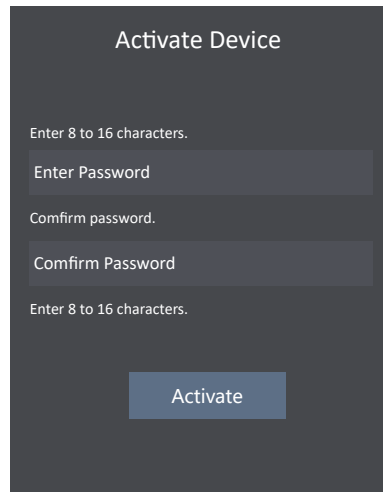 Activate Device
Enter 8 to 16 characters.
Enter Password
Comfirm password.
Comfirm Password
Enter 8 to 16 characters.
Activate